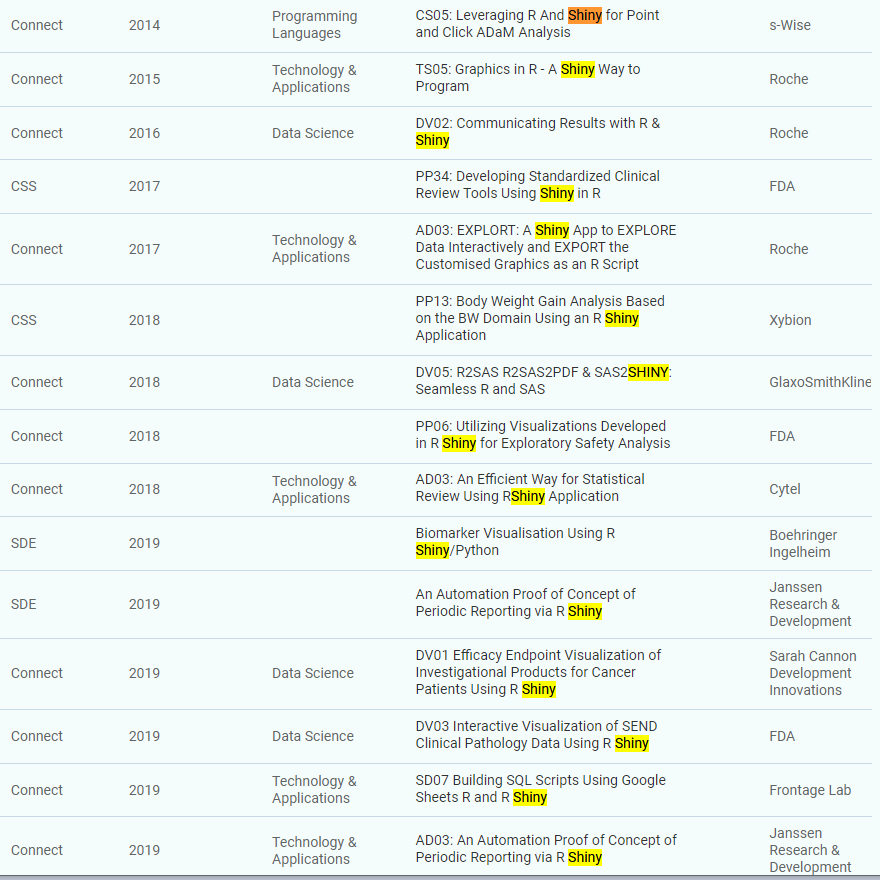 Connect 2014 Programming Languages CS05: Leveraging R And Shiny for Point and Click ADaM Analysis s-Wise
Connect 2015 Technology & Applications TS05: Graphics in R - A Shiny Way to Program Roche
Connect 2016 Data Science DV02: Communicating Results with R & Shiny Roche
CSS 2017 PP34: Developing Standardized Clinical Review Tools Using Shiny in R FDA
Connect 2017 Technology & Applications AD03: EXPLORT: A Shiny App to EXPLORE Data Interactively and EXPORT the Customised Graphics as an R Script Roche
CSS 2018 PP13: Body Weight Gain Analysis Based on the BW Domain Using an R Shiny Application Xybion
Connect 2018 Data Science DV05: R2SAS R2SAS2PDF & SAS2SHINY: Seamless R and SAS GlaxoSmithKline
Connect 2018 PP06: Utilizing Visualizations Developed in R Shiny for Exploratory Safety Analysis FDA
Connect 2018 Technology & Applications AD03: An Efficient Way for Statistical Review Using RShiny Application Cytel
SDE 2019 Biomarker Visualisation Using R Shiny/Python Boehringer Ingelheim
SDE 2019 An Automation Proof of Concept of Periodic Reporting via R Shiny Janssen Research & Development
Connect 2019 Data Science DV01 Efficacy Endpoint Visualization of Investigational Products for Cancer Patients Using R Shiny Sarah Cannon Development Innovations
Connect 2019 Data Science DV03 Interactive Visualization of SEND Clinical Pathology Data Using R Shiny FDA
Connect 2019 Technology & Applications SD07 Building SQL Scripts Using Google Sheets R and R Shiny Frontage Lab
Connect 2019 Technology & Applications AD03: An Automation Proof of Concept of Periodic Reporting via R Shiny Janssen Research & Development